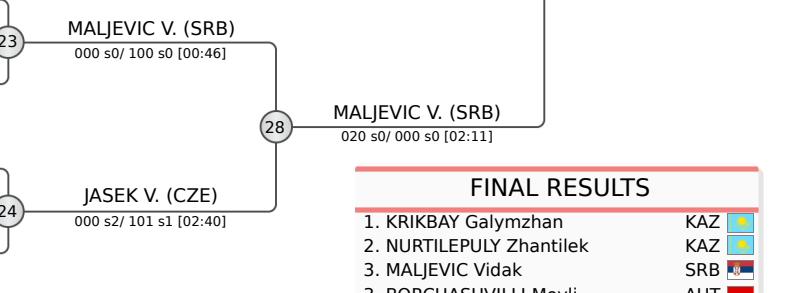 23
MALJEVIC V. (SRB)
000 s0/ 100 s0 [00:46]
28
MALJEVIC V. (SRB)
020 s0/ 000 s0 [02:11]
24
JASEK V. (CZE)
000 s2/ 101 s1 [02:40]
FINAL RESULTS
1. KRIKBAY Galymzhan KAZ
2. NURTILEPULY Zhantilek KAZ
3. MALJEVIC Vidak SRB